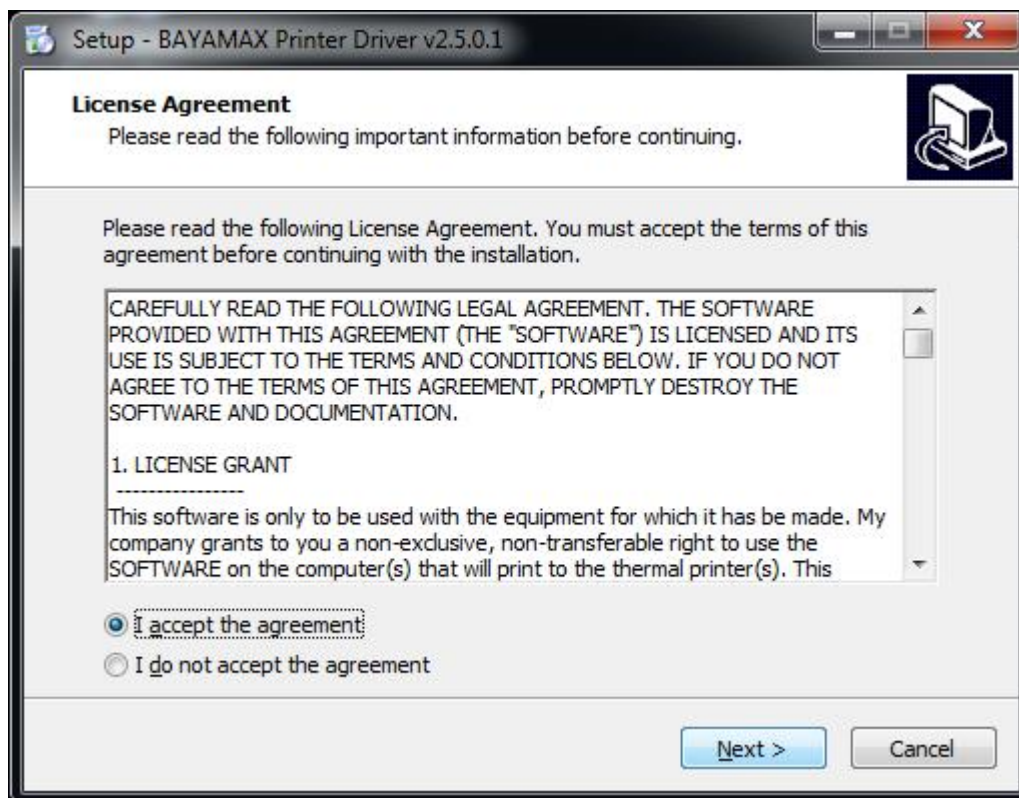 Setup - BAYAMAX Printer Driver v2.5.0.1
License Agreement
Please read the following important information before continuing.
Please read the following License Agreement. You must accept the terms of this
agreement before continuing with the installation.
CAREFULLY READ THE FOLLOWING LEGAL AGREEMENT. THE SOFTWARE
PROVIDED WITH THIS AGREEMENT (THE "SOFTWARE") IS LICENSED AND ITS
USE IS SUBJECT TO THE TERMS AND CONDITIONS BELOW. IF YOU DO NOT
AGREE TO THE TERMS OF THIS AGREEMENT, PROMPTLY DESTROY THE
SOFTWARE AND DOCUMENTATION.
1. LICENSE GRANT
----------------
This software is only to be used with the equipment for which it has be made. My
company grants to you a non-exclusive, non-transferable right to use the
SOFTWARE on the computer(s) that will print to the thermal printer(s). This
I accept the agreement
I do not accept the agreement
Next >
Cancel